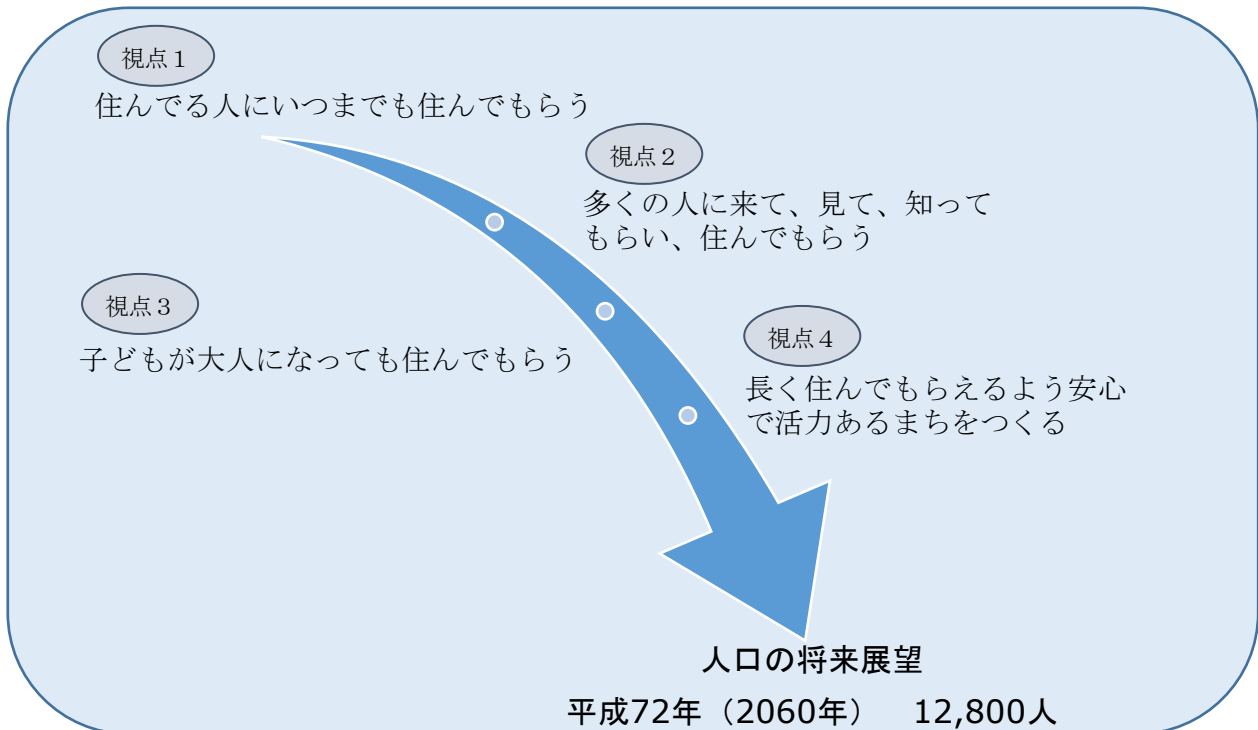 視点１
住んでる人にいつまでも住んでもらう
視点２
多くの人に来て、見て、知って
もらい、住んでもらう
視点３
子どもが大人になっても住んでもらう
視点４
長く住んでもらえるよう安心
で活力あるまちをつくる
人口の将来展望
平成72年（2060年）　12,800人